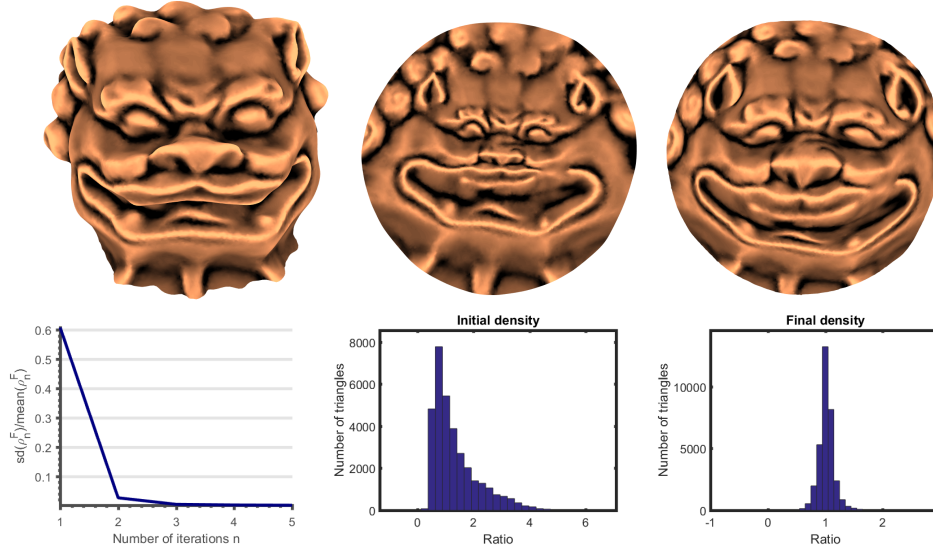 0.6
0.5
0.4
0.3
0.2
0.1
sd(ρ_n^F)/mean(ρ_n^F)
1 2 3 4 5
Number of iterations n
Initial density
8000
6000
4000
2000
0
Number of triangles
0 2 4 6
Ratio
Final density
10000
5000
0
Number of triangles
-1 0 1 2
Ratio